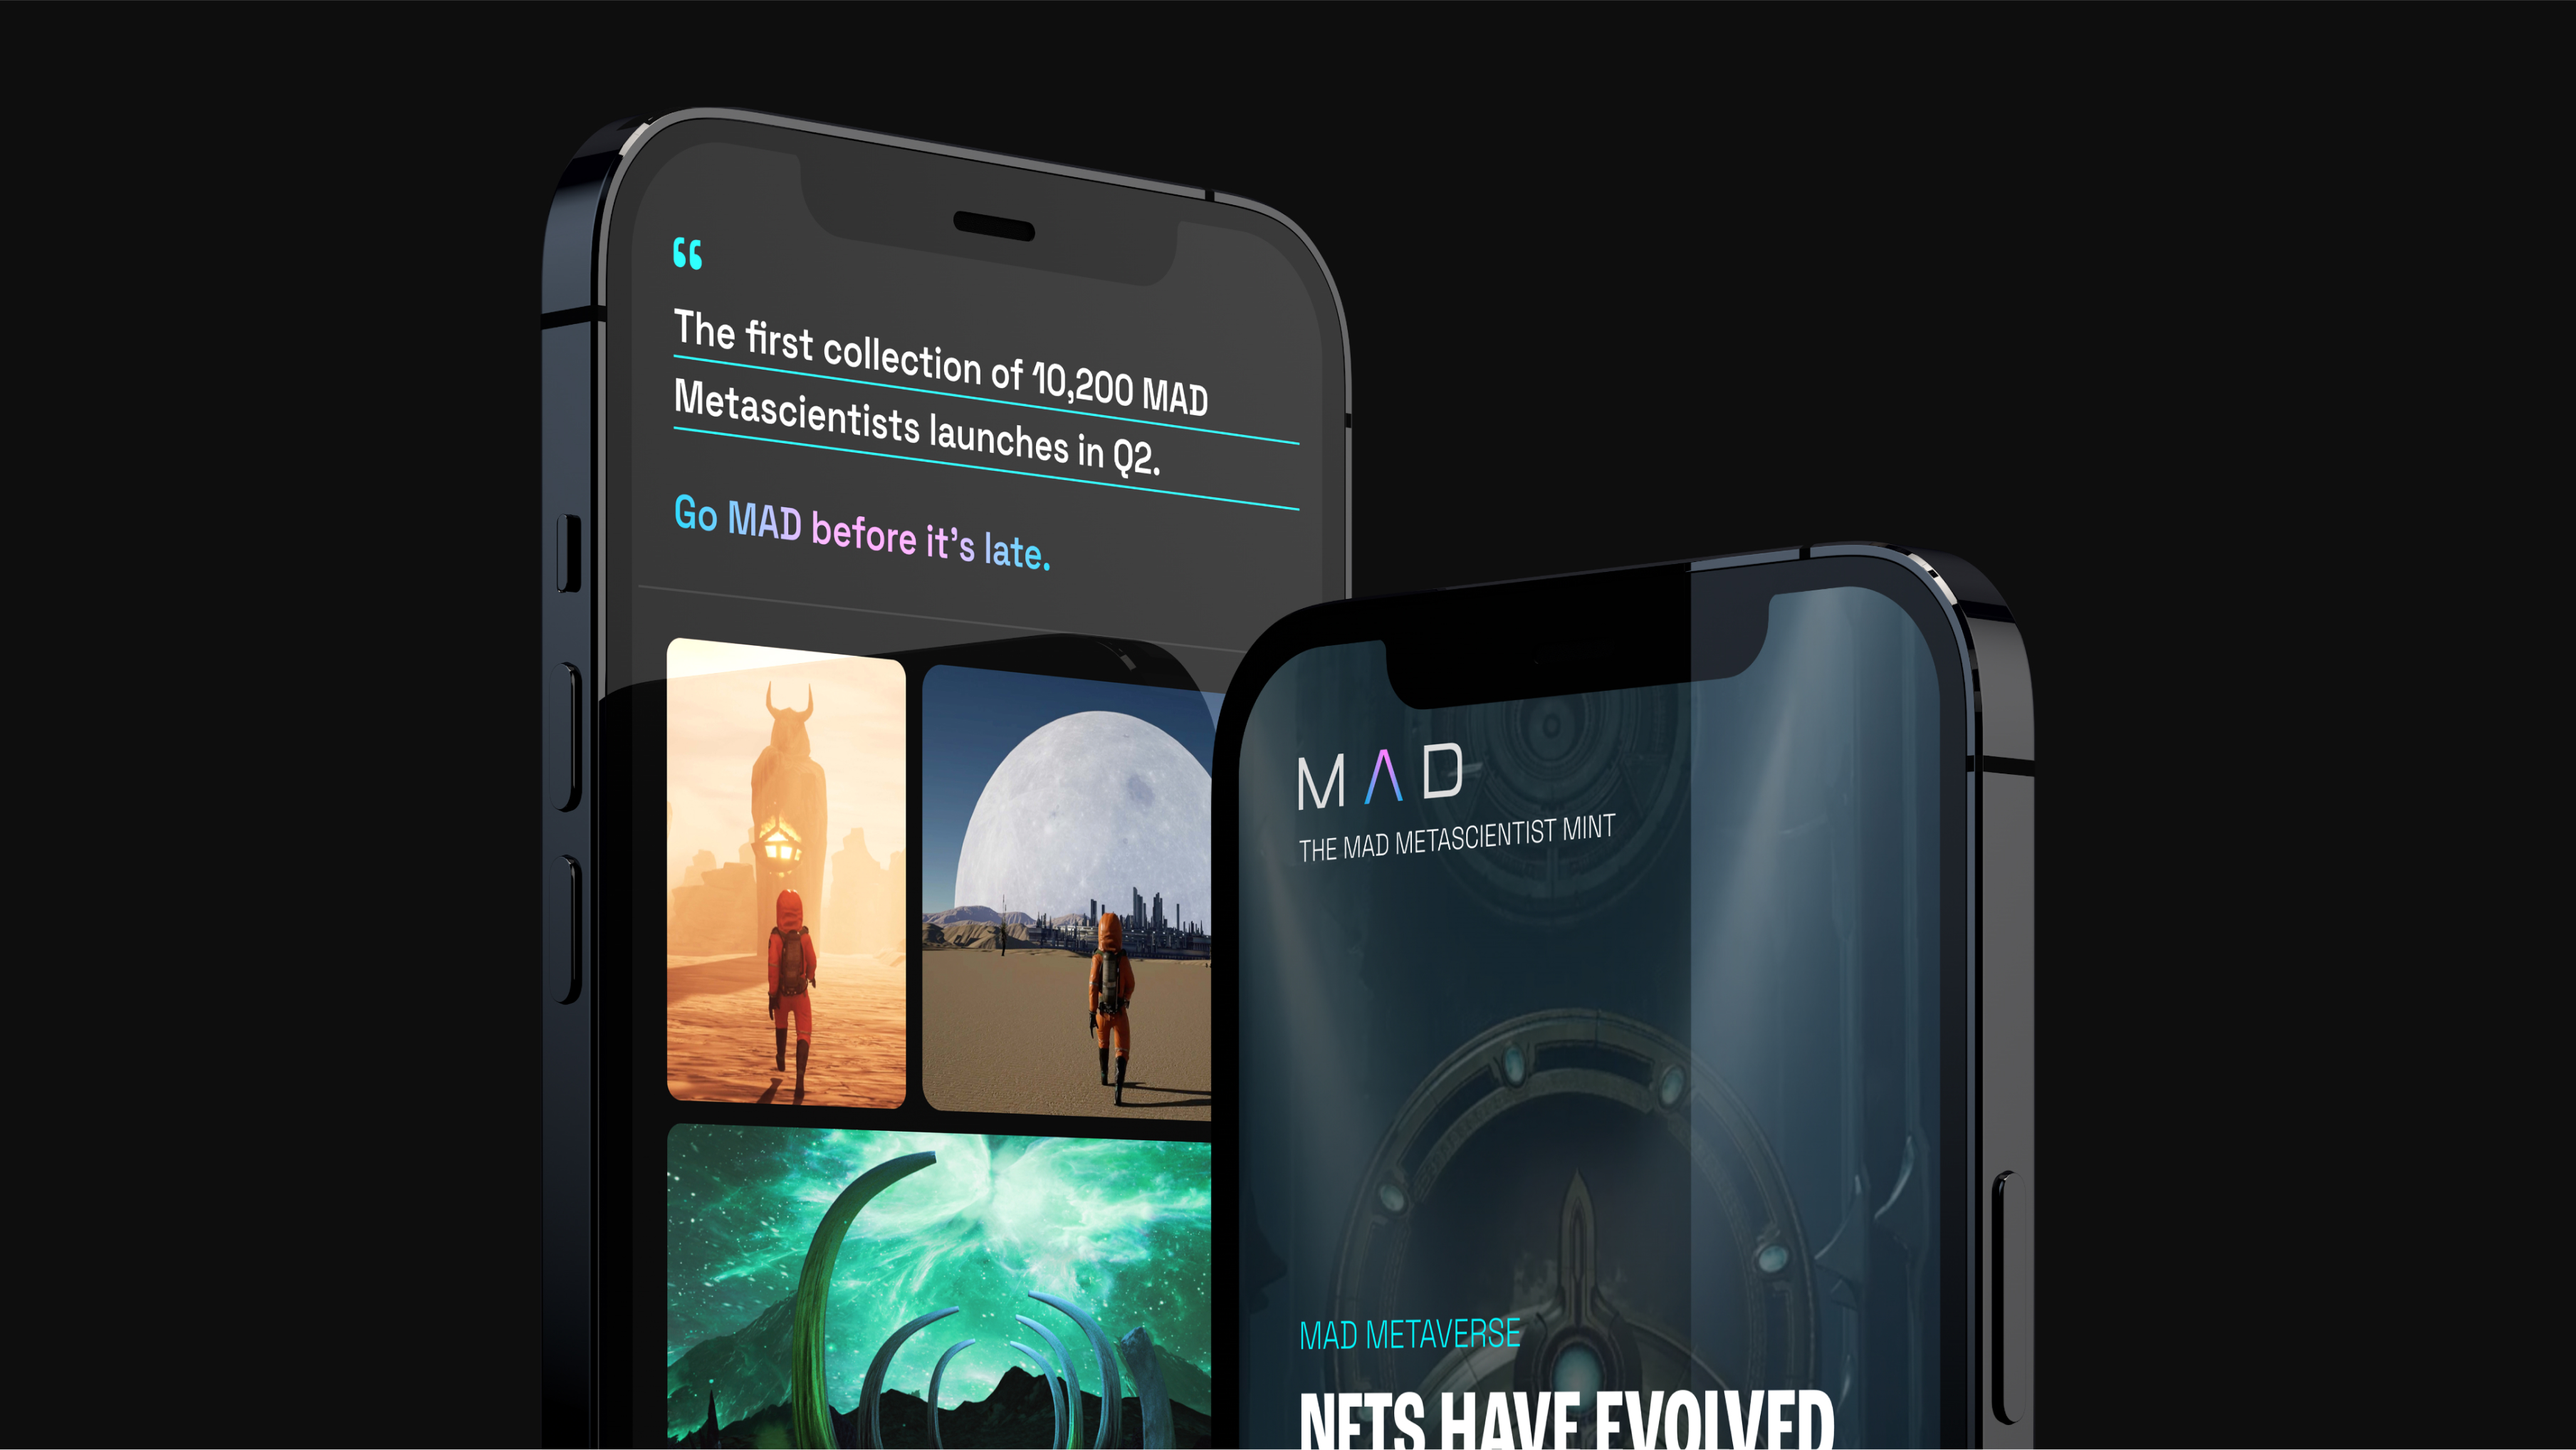 “
The first collection of 10,200 MAD
Metascientists launches in Q2.
Go MAD before it’s late.
MAD
THE MAD METASCIENTIST MINT
MAD METAVERSE
NFTS HAVE EVOLVED